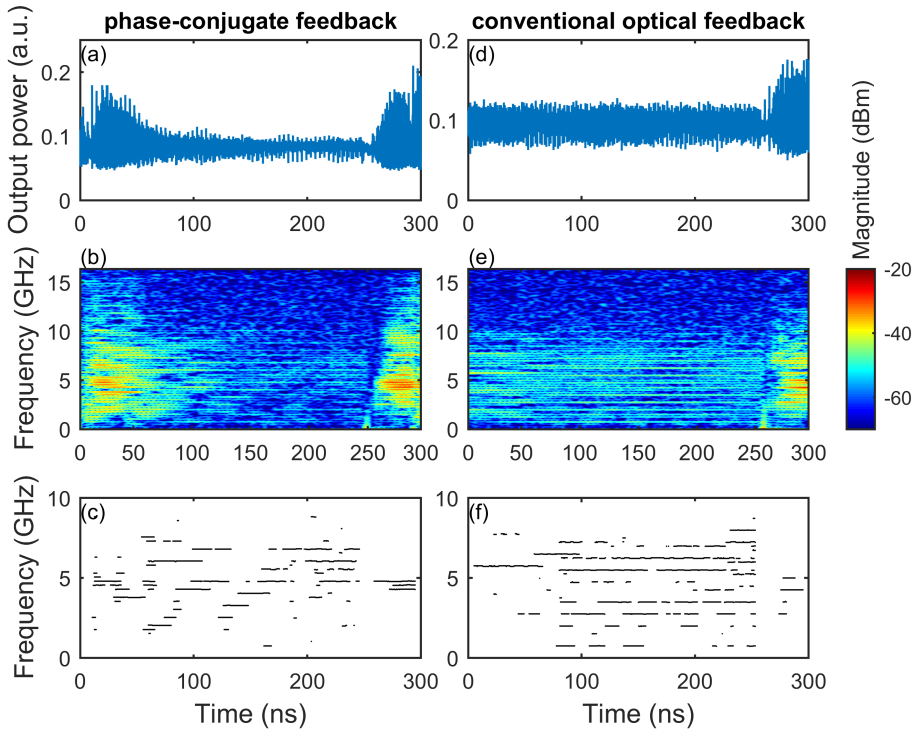 phase-conjugate feedback
conventional optical feedback
(a)
Output power (a.u.)
0.2
0.1
0
0 100 200 300
(d)
0.2
0.1
0
0 100 200 300
Magnitude (dBm)
(b)
Frequency (GHz)
15
10
5
0
0 50 100 150 200 250 300
(e)
15
10
5
0
0 50 100 150 200 250 300
-20
-40
-60
(c)
Frequency (GHz)
10
5
0
0 100 200 300
Time (ns)
(f)
10
5
0
0 100 200 300
Time (ns)